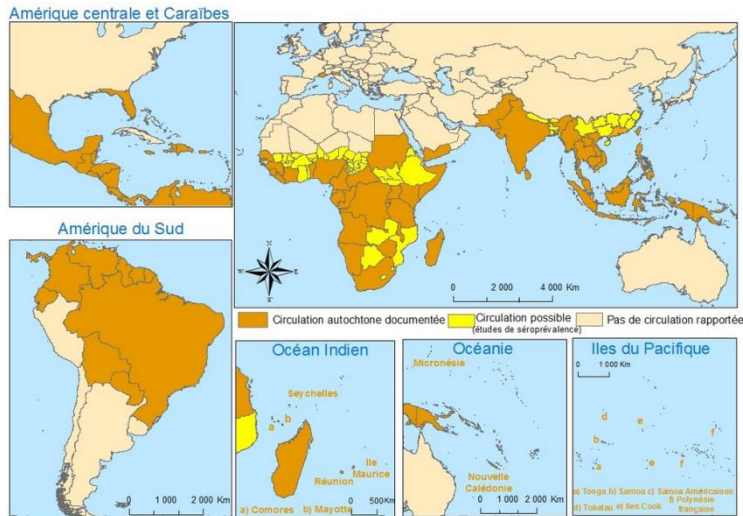 Amérique centrale et Caraïbes
Amérique du Sud
N
W
E
S
0 2 000 4 000 Km
Circulation autochtone documentée
Circulation possible
(études de séroprévalence)
Pas de circulation rapportée
0 1 000 2 000 Km
Océan Indien
Seychelles
a
b
Ile
Maurice
Réunion
0 500Km
a) Comores b) Mayotte
Océanie
Micronésie
Nouvelle
Calédonie
0 500 1 000 Km
Iles du Pacifique
0 1 000 Km
d
e
f
b
a
e
f
a) Tonga b) Samoa c) Samoa Américaines
f) Polynésie
d) Tokelau e) Iles Cook
française